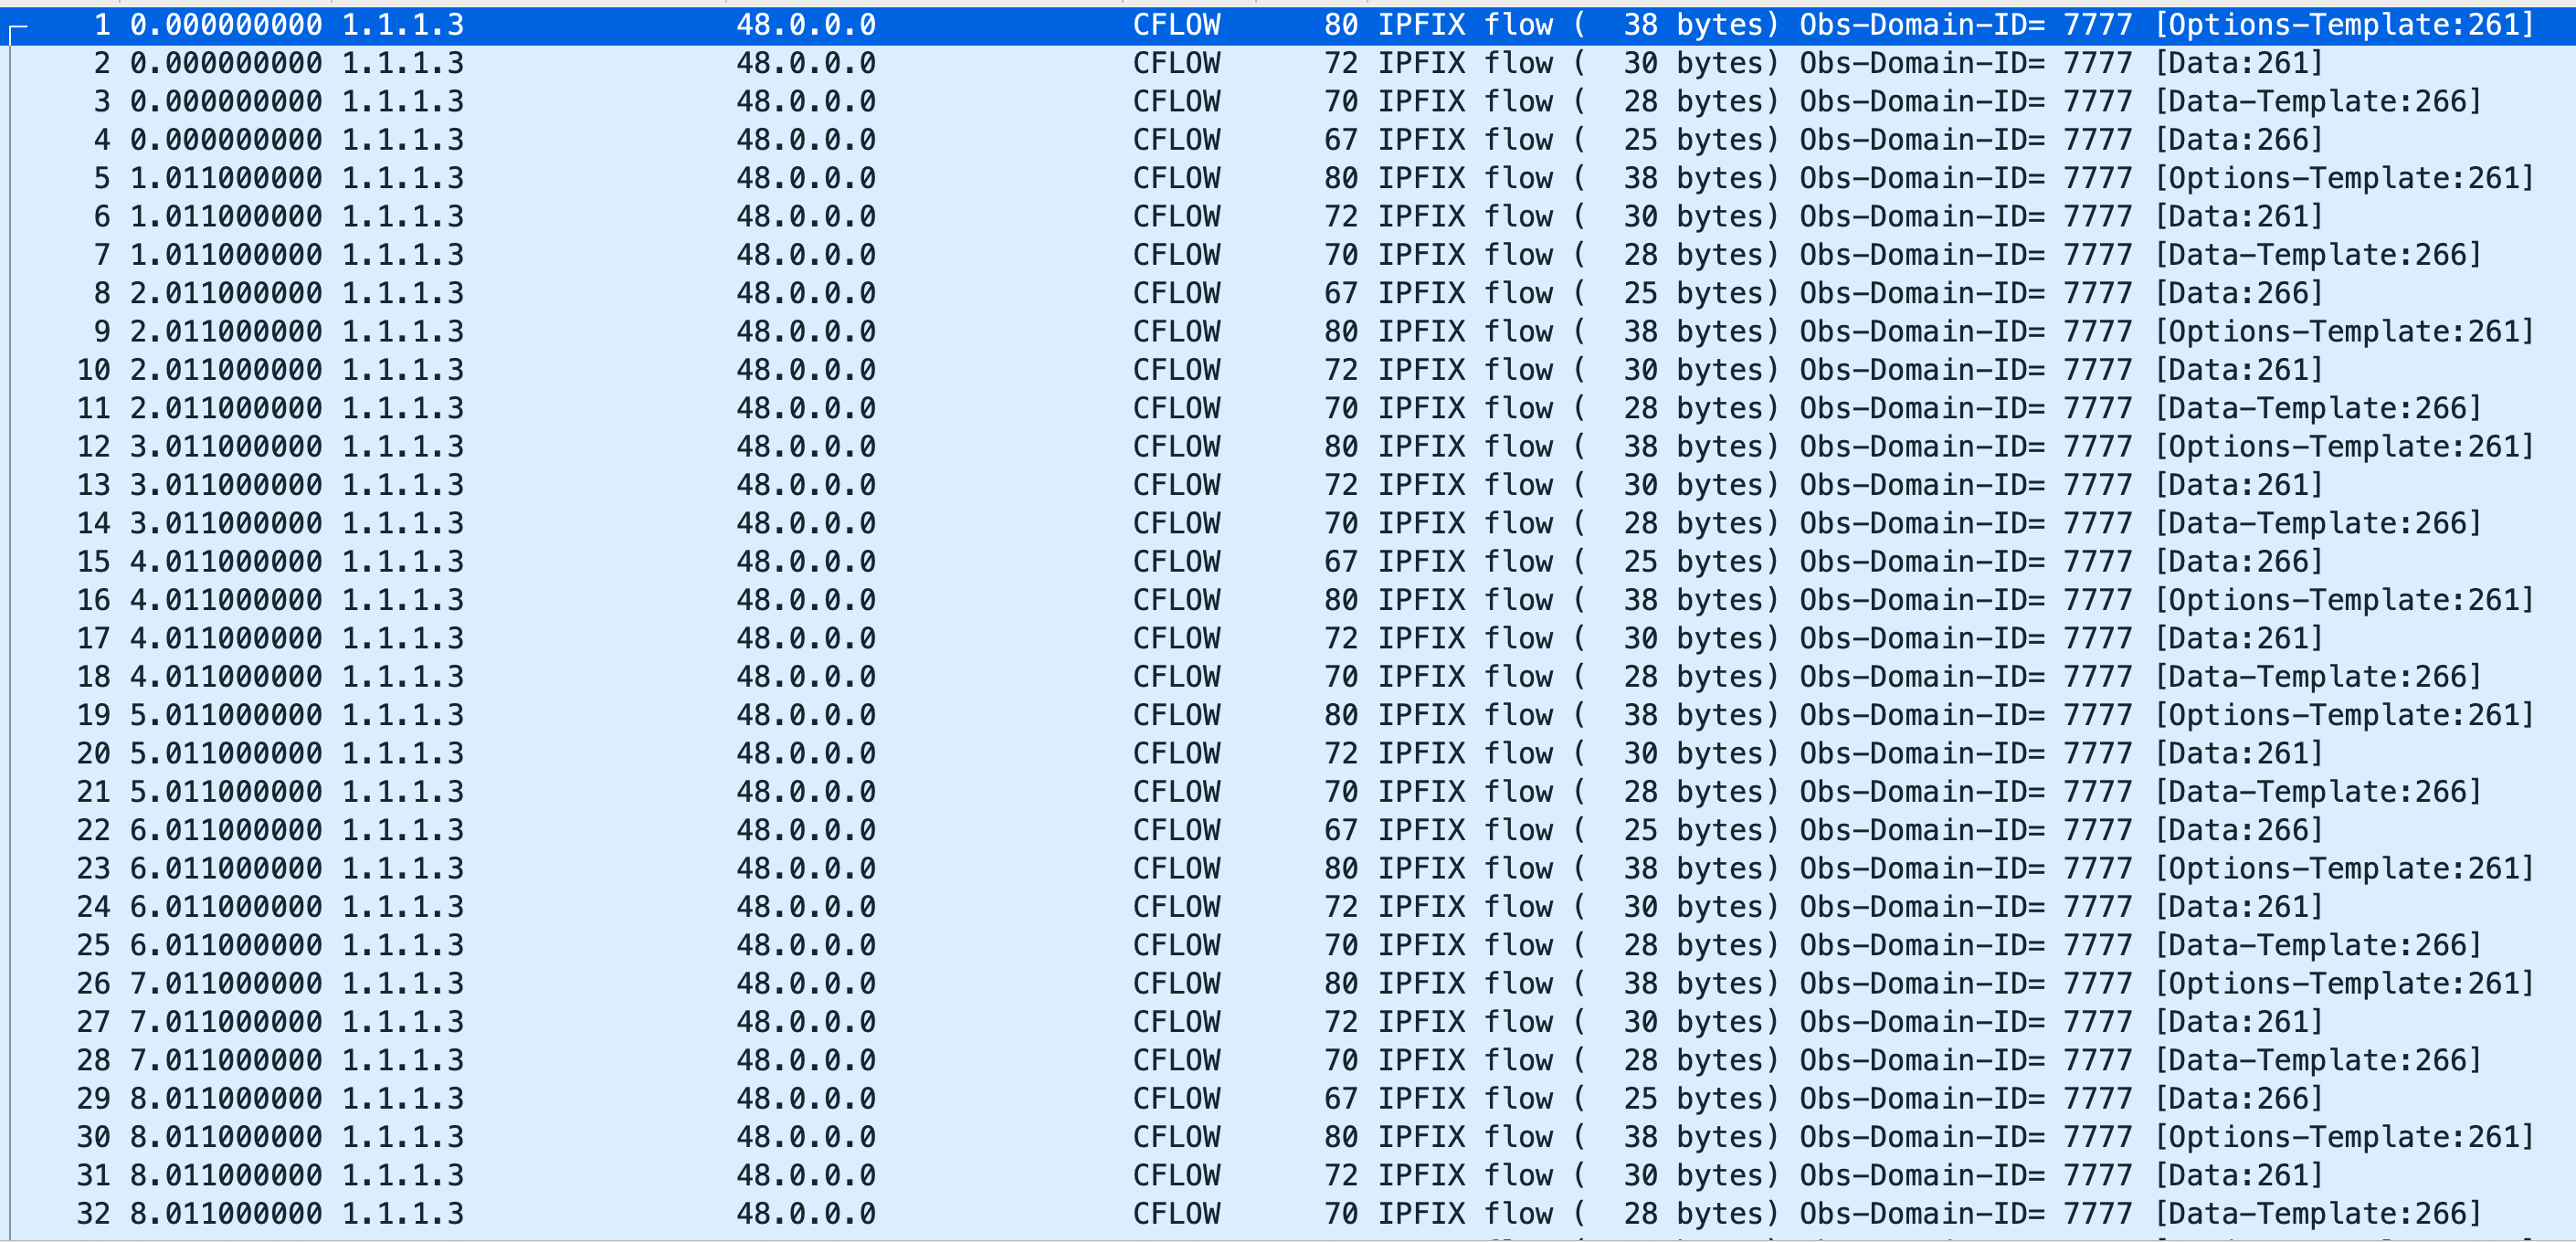 1 0.000000000 1.1.1.3 48.0.0.0 CFLOW 80 IPFIX flow ( 38 bytes) Obs-Domain-ID= 7777 [Options-Template:261]
2 0.000000000 1.1.1.3 48.0.0.0 CFLOW 72 IPFIX flow ( 30 bytes) Obs-Domain-ID= 7777 [Data:261]
3 0.000000000 1.1.1.3 48.0.0.0 CFLOW 70 IPFIX flow ( 28 bytes) Obs-Domain-ID= 7777 [Data-Template:266]
4 0.000000000 1.1.1.3 48.0.0.0 CFLOW 67 IPFIX flow ( 25 bytes) Obs-Domain-ID= 7777 [Data:266]
5 1.011000000 1.1.1.3 48.0.0.0 CFLOW 80 IPFIX flow ( 38 bytes) Obs-Domain-ID= 7777 [Options-Template:261]
6 1.011000000 1.1.1.3 48.0.0.0 CFLOW 72 IPFIX flow ( 30 bytes) Obs-Domain-ID= 7777 [Data:261]
7 1.011000000 1.1.1.3 48.0.0.0 CFLOW 70 IPFIX flow ( 28 bytes) Obs-Domain-ID= 7777 [Data-Template:266]
8 2.011000000 1.1.1.3 48.0.0.0 CFLOW 67 IPFIX flow ( 25 bytes) Obs-Domain-ID= 7777 [Data:266]
9 2.011000000 1.1.1.3 48.0.0.0 CFLOW 80 IPFIX flow ( 38 bytes) Obs-Domain-ID= 7777 [Options-Template:261]
10 2.011000000 1.1.1.3 48.0.0.0 CFLOW 72 IPFIX flow ( 30 bytes) Obs-Domain-ID= 7777 [Data:261]
11 2.011000000 1.1.1.3 48.0.0.0 CFLOW 70 IPFIX flow ( 28 bytes) Obs-Domain-ID= 7777 [Data-Template:266]
12 3.011000000 1.1.1.3 48.0.0.0 CFLOW 80 IPFIX flow ( 38 bytes) Obs-Domain-ID= 7777 [Options-Template:261]
13 3.011000000 1.1.1.3 48.0.0.0 CFLOW 72 IPFIX flow ( 30 bytes) Obs-Domain-ID= 7777 [Data:261]
14 3.011000000 1.1.1.3 48.0.0.0 CFLOW 70 IPFIX flow ( 28 bytes) Obs-Domain-ID= 7777 [Data-Template:266]
15 4.011000000 1.1.1.3 48.0.0.0 CFLOW 67 IPFIX flow ( 25 bytes) Obs-Domain-ID= 7777 [Data:266]
16 4.011000000 1.1.1.3 48.0.0.0 CFLOW 80 IPFIX flow ( 38 bytes) Obs-Domain-ID= 7777 [Options-Template:261]
17 4.011000000 1.1.1.3 48.0.0.0 CFLOW 72 IPFIX flow ( 30 bytes) Obs-Domain-ID= 7777 [Data:261]
18 4.011000000 1.1.1.3 48.0.0.0 CFLOW 70 IPFIX flow ( 28 bytes) Obs-Domain-ID= 7777 [Data-Template:266]
19 5.011000000 1.1.1.3 48.0.0.0 CFLOW 80 IPFIX flow ( 38 bytes) Obs-Domain-ID= 7777 [Options-Template:261]
20 5.011000000 1.1.1.3 48.0.0.0 CFLOW 72 IPFIX flow ( 30 bytes) Obs-Domain-ID= 7777 [Data:261]
21 5.011000000 1.1.1.3 48.0.0.0 CFLOW 70 IPFIX flow ( 28 bytes) Obs-Domain-ID= 7777 [Data-Template:266]
22 6.011000000 1.1.1.3 48.0.0.0 CFLOW 67 IPFIX flow ( 25 bytes) Obs-Domain-ID= 7777 [Data:266]
23 6.011000000 1.1.1.3 48.0.0.0 CFLOW 80 IPFIX flow ( 38 bytes) Obs-Domain-ID= 7777 [Options-Template:261]
24 6.011000000 1.1.1.3 48.0.0.0 CFLOW 72 IPFIX flow ( 30 bytes) Obs-Domain-ID= 7777 [Data:261]
25 6.011000000 1.1.1.3 48.0.0.0 CFLOW 70 IPFIX flow ( 28 bytes) Obs-Domain-ID= 7777 [Data-Template:266]
26 7.011000000 1.1.1.3 48.0.0.0 CFLOW 80 IPFIX flow ( 38 bytes) Obs-Domain-ID= 7777 [Options-Template:261]
27 7.011000000 1.1.1.3 48.0.0.0 CFLOW 72 IPFIX flow ( 30 bytes) Obs-Domain-ID= 7777 [Data:261]
28 7.011000000 1.1.1.3 48.0.0.0 CFLOW 70 IPFIX flow ( 28 bytes) Obs-Domain-ID= 7777 [Data-Template:266]
29 8.011000000 1.1.1.3 48.0.0.0 CFLOW 67 IPFIX flow ( 25 bytes) Obs-Domain-ID= 7777 [Data:266]
30 8.011000000 1.1.1.3 48.0.0.0 CFLOW 80 IPFIX flow ( 38 bytes) Obs-Domain-ID= 7777 [Options-Template:261]
31 8.011000000 1.1.1.3 48.0.0.0 CFLOW 72 IPFIX flow ( 30 bytes) Obs-Domain-ID= 7777 [Data:261]
32 8.011000000 1.1.1.3 48.0.0.0 CFLOW 70 IPFIX flow ( 28 bytes) Obs-Domain-ID= 7777 [Data-Template:266]